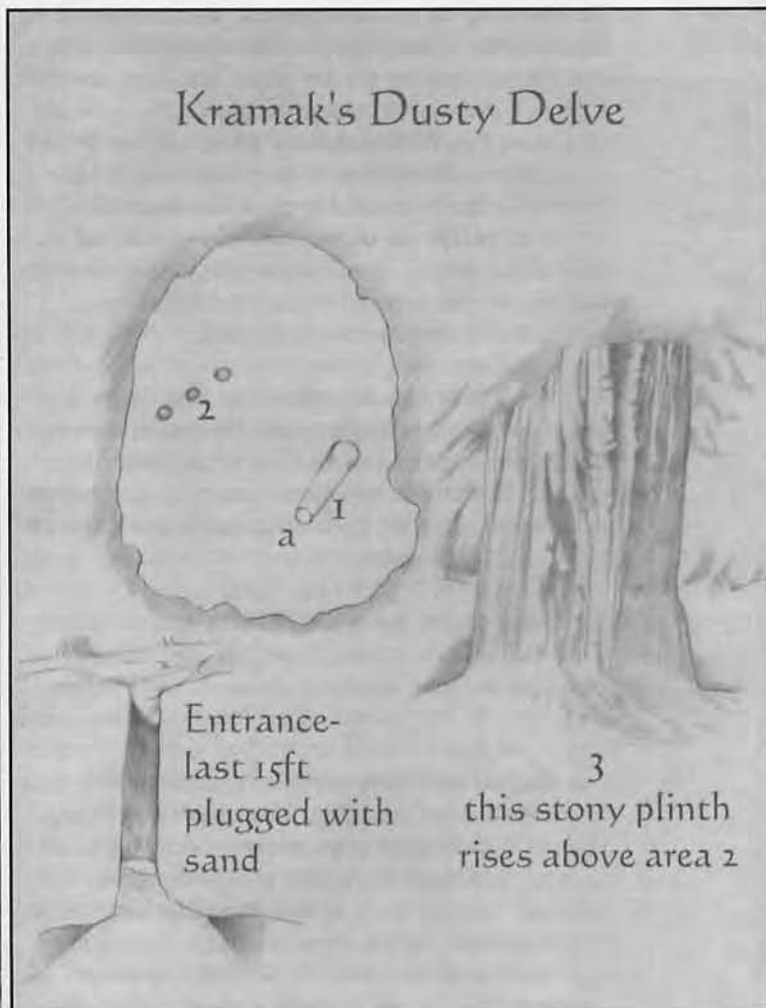 Kramak's Dusty Delve
2
1
a
Entrance-
last 15ft
plugged with
sand
3
this stony plinth
rises above area 2